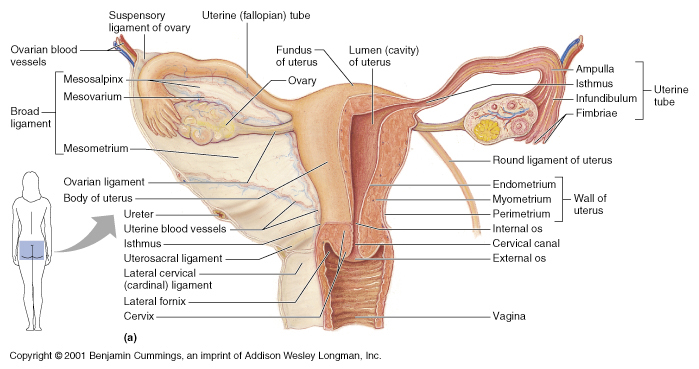 Suspensory
ligament of ovary
Uterine (fallopian) tube
Ovarian blood
vessels
Fundus
of uterus
Lumen (cavity)
of uterus
Mesosalpinx
Mesovarium
Ovary
Broad
ligament
Mesometrium
Ampulla
Isthmus
Infundibulum
Fimbriae
Uterine
tube
Round ligament of uterus
Ovarian ligament
Body of uterus
Ureter
Uterine blood vessels
Isthmus
Uterosacral ligament
Lateral cervical
(cardinal) ligament
Lateral fornix
Cervix
Endometrium
Myometrium
Perimetrium
Wall of
uterus
Internal os
Cervical canal
External os
Vagina
(a)
Copyright © 2001 Benjamin Cummings, an imprint of Addison Wesley Longman, Inc.